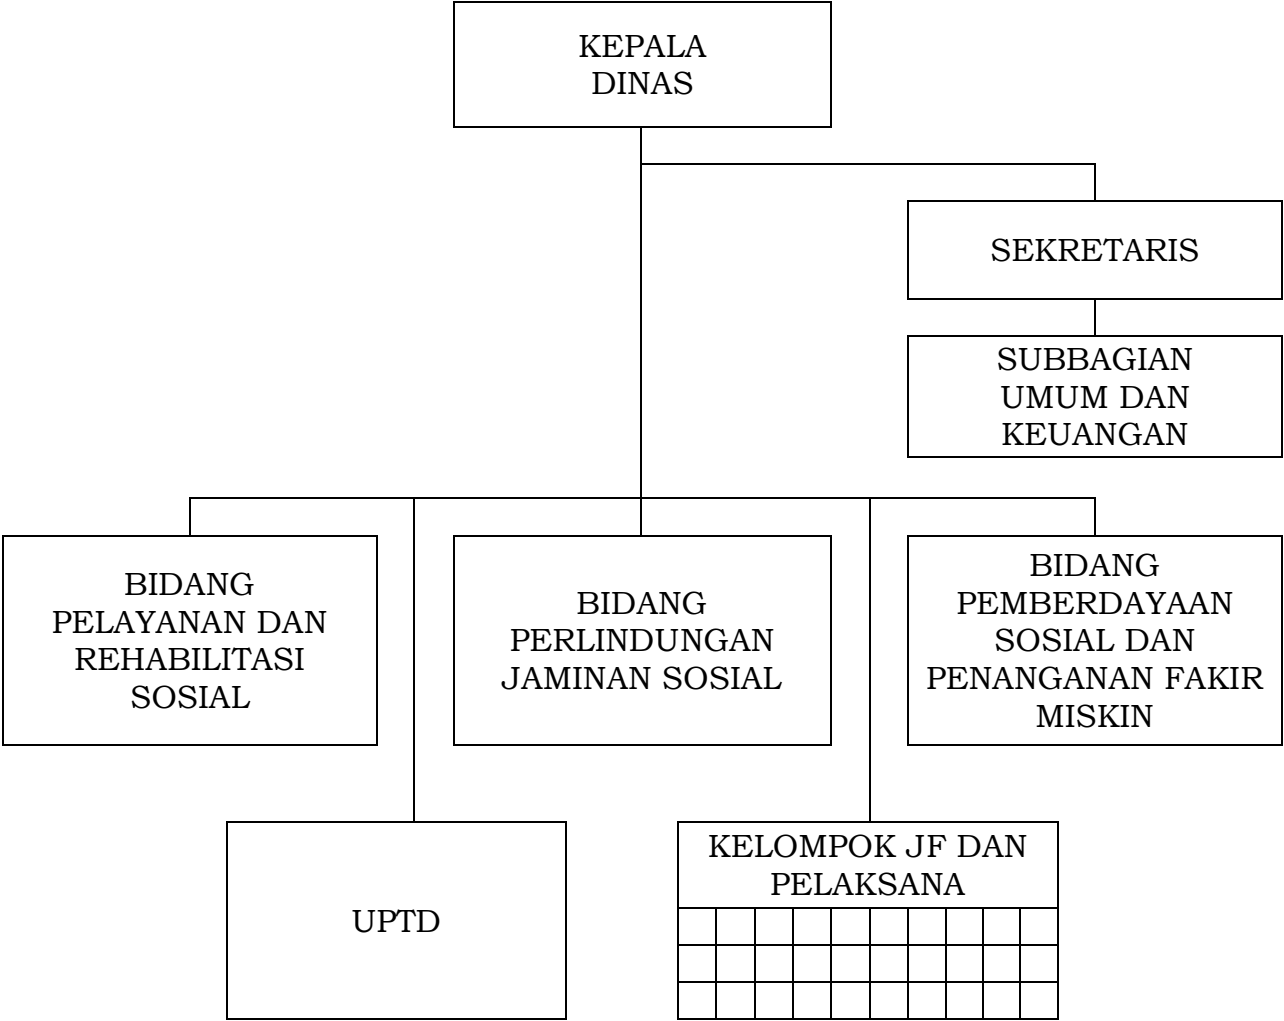 KEPALA
DINAS
SEKRETARIS
SUBBAGIAN
UMUM DAN
KEUANGAN
BIDANG
PELAYANAN DAN
REHABILITASI
SOSIAL
BIDANG
PERLINDUNGAN
JAMINAN SOSIAL
BIDANG
PEMBERDAYAAN
SOSIAL DAN
PENANGANAN FAKIR
MISKIN
UPTD
KELOMPOK JF DAN
PELAKSANA